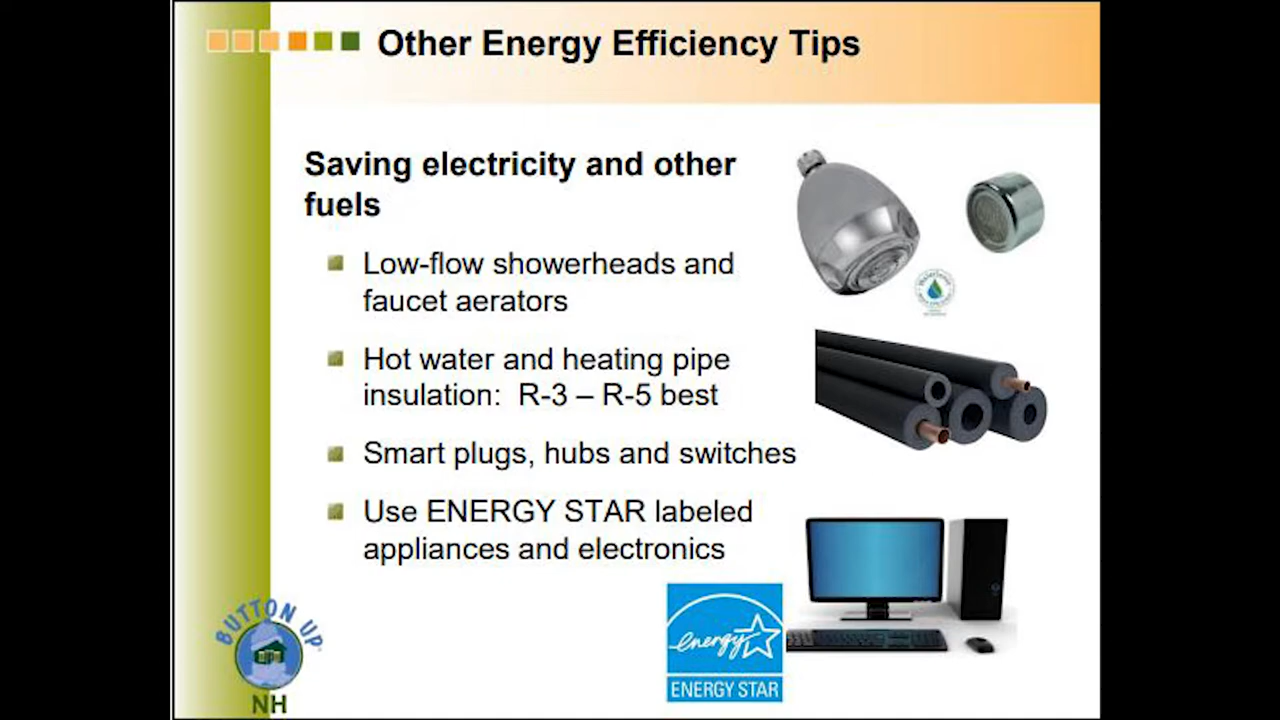 Other Energy Efficiency Tips
Saving electricity and other
fuels
Low-flow showerheads and
faucet aerators
Hot water and heating pipe
insulation: R-3 – R-5 best
Smart plugs, hubs and switches
Use ENERGY STAR labeled
appliances and electronics
BUTTON UP
NH
energy
ENERGY STAR